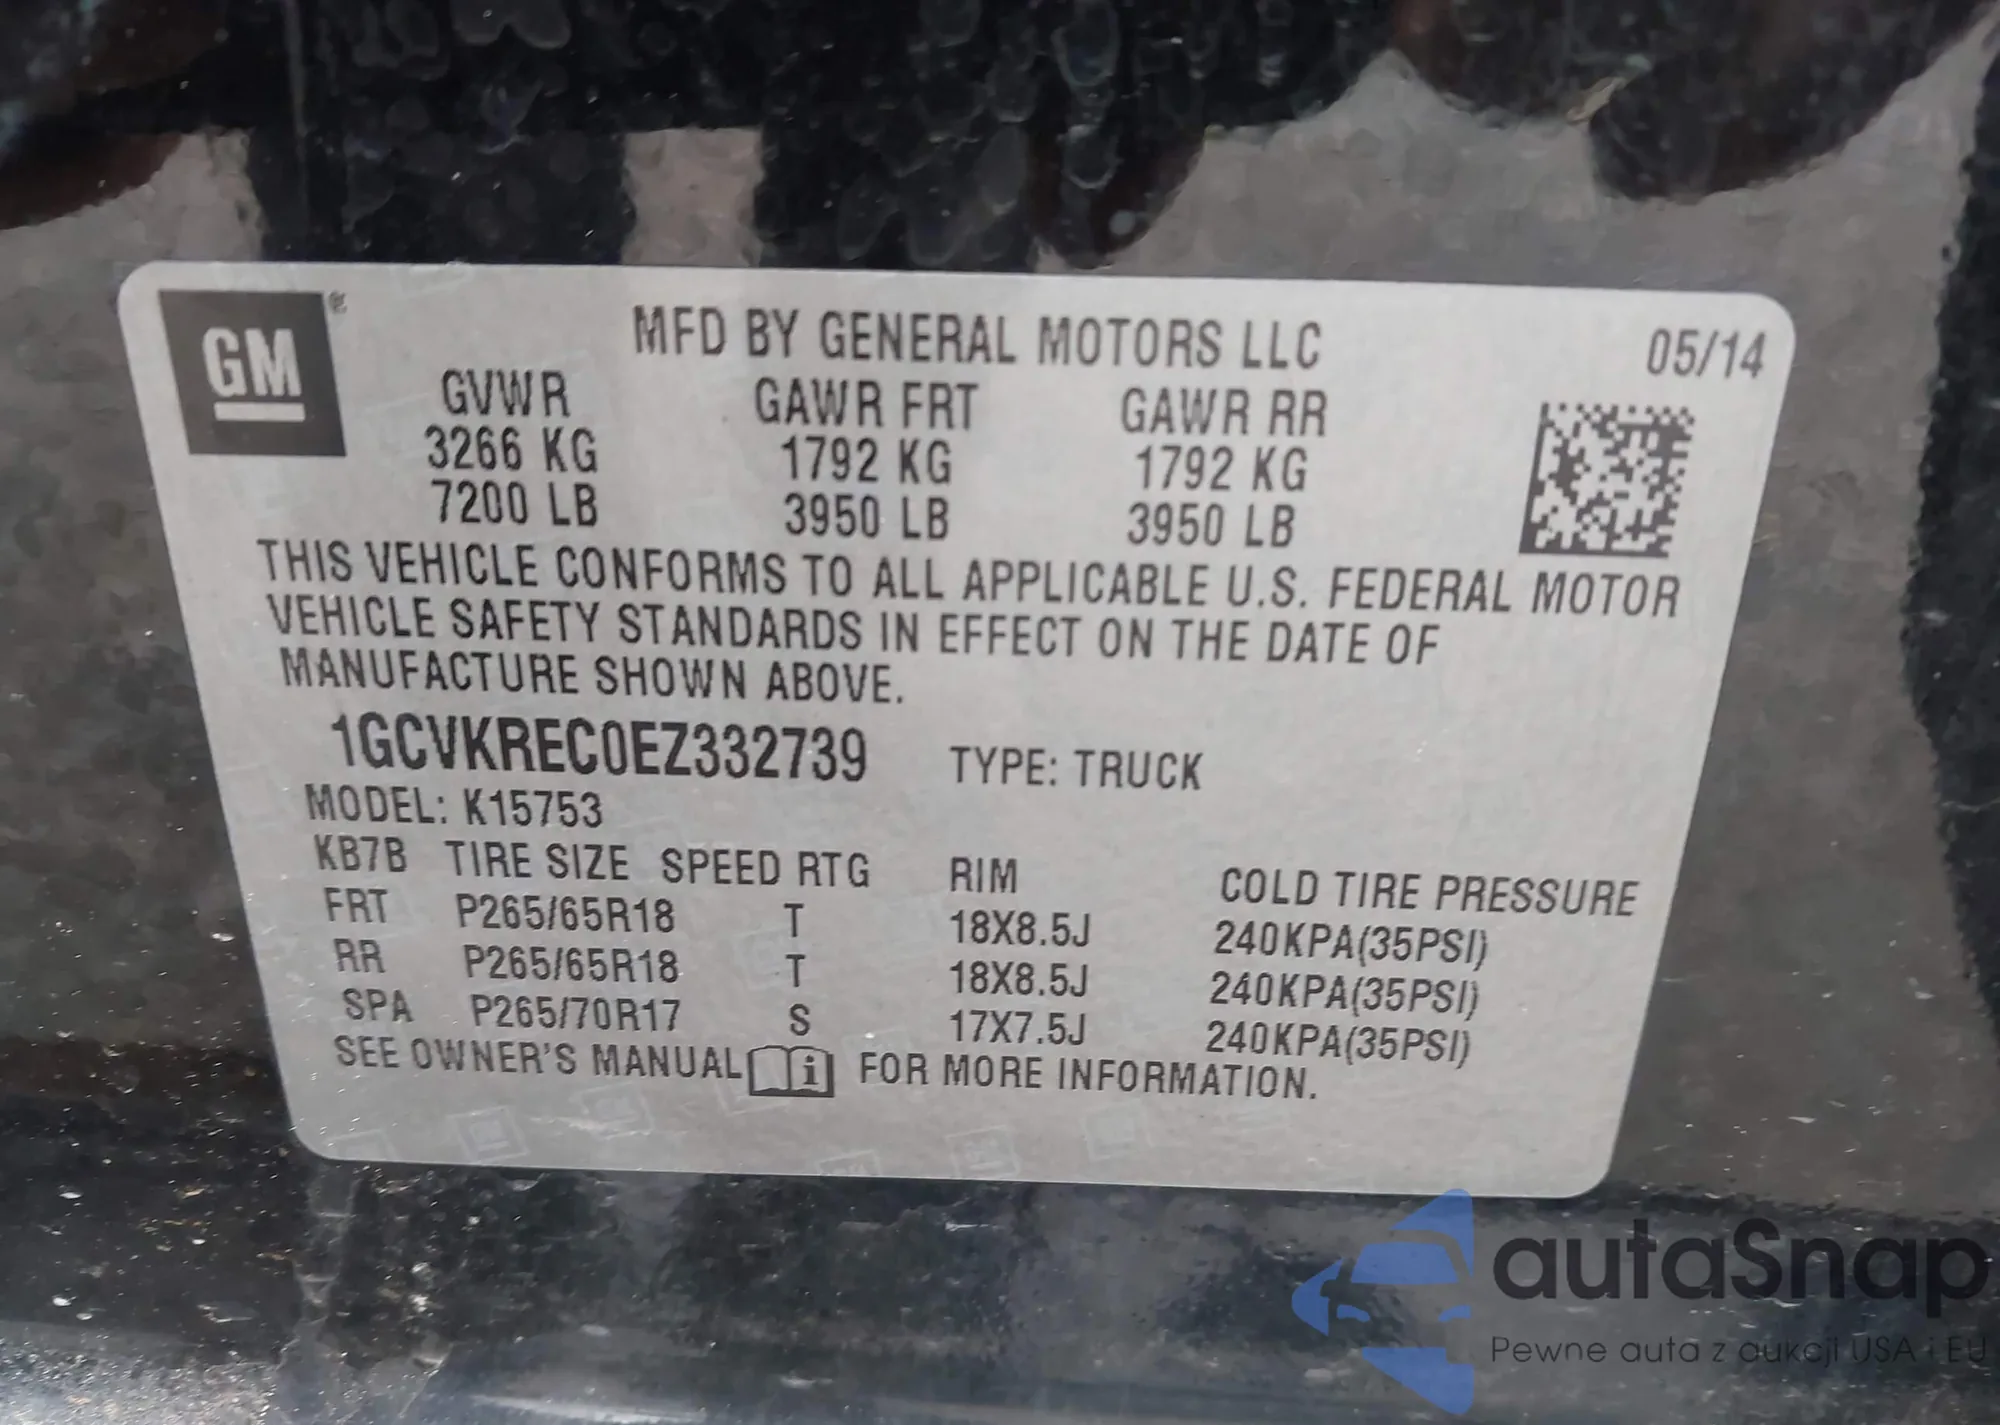 GM
MFD BY GENERAL MOTORS LLC 05/14
GVWR GAWR FRT GAWR RR
3266 KG 1792 KG 1792 KG
7200 LB 3950 LB 3950 LB
THIS VEHICLE CONFORMS TO ALL APPLICABLE U.S. FEDERAL MOTOR
VEHICLE SAFETY STANDARDS IN EFFECT ON THE DATE OF
MANUFACTURE SHOWN ABOVE.
1GCVKREC0EZ332739 TYPE: TRUCK
MODEL: K15753
KB7B TIRE SIZE SPEED RTG RIM COLD TIRE PRESSURE
FRT P265/65R18 T 18X8.5J 240KPA(35PSI)
RR P265/65R18 T 18X8.5J 240KPA(35PSI)
SPA P265/70R17 S 17X7.5J 240KPA(35PSI)
SEE OWNER'S MANUAL i FOR MORE INFORMATION.
autaSnap
Pewne auta z aukcji USA i EU